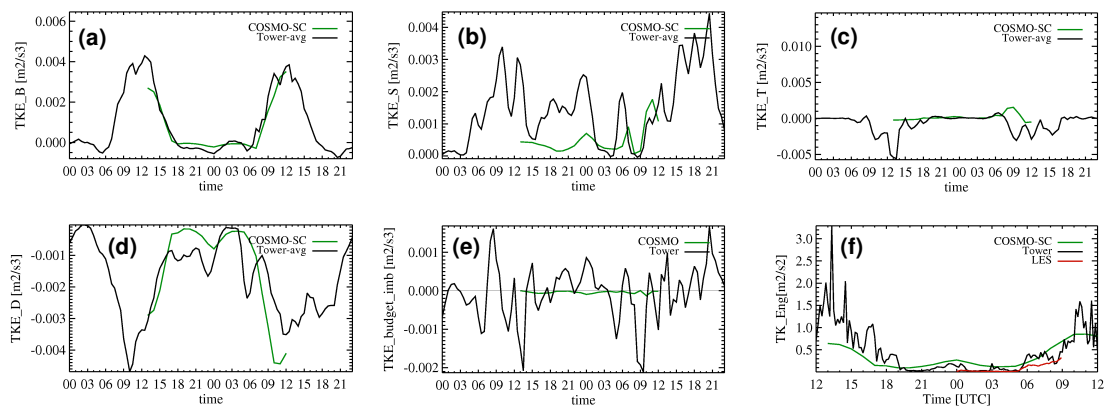 (a)
COSMO-SC
Tower-avg
TKE_B [m2/s3]
0.006
0.004
0.002
0.000
00 03 06 09 12 15 18 21 00 03 06 09 12 15 18 21
time
(b)
COSMO-SC
Tower-avg
TKE_S [m2/s3]
0.004
0.003
0.002
0.001
0.000
00 03 06 09 12 15 18 21 00 03 06 09 12 15 18 21
time
(c)
COSMO-SC
Tower-avg
TKE_T [m2/s3]
0.010
0.005
0.000
-0.005
00 03 06 09 12 15 18 21 00 03 06 09 12 15 18 21
time
(d)
COSMO-SC
Tower-avg
TKE_D [m2/s3]
-0.001
-0.002
-0.003
-0.004
00 03 06 09 12 15 18 21 00 03 06 09 12 15 18 21
time
(e)
COSMO
Tower
TKE_budget_imb [m2/s3]
0.001
0.000
-0.001
-0.002
00 03 06 09 12 15 18 21 00 03 06 09 12 15 18 21
time
(f)
COSMO-SC
Tower
LES
TK_Eng[m2/s2]
3.0
2.5
2.0
1.5
1.0
0.5
12 15 18 21 00 03 06 09 12
Time [UTC]